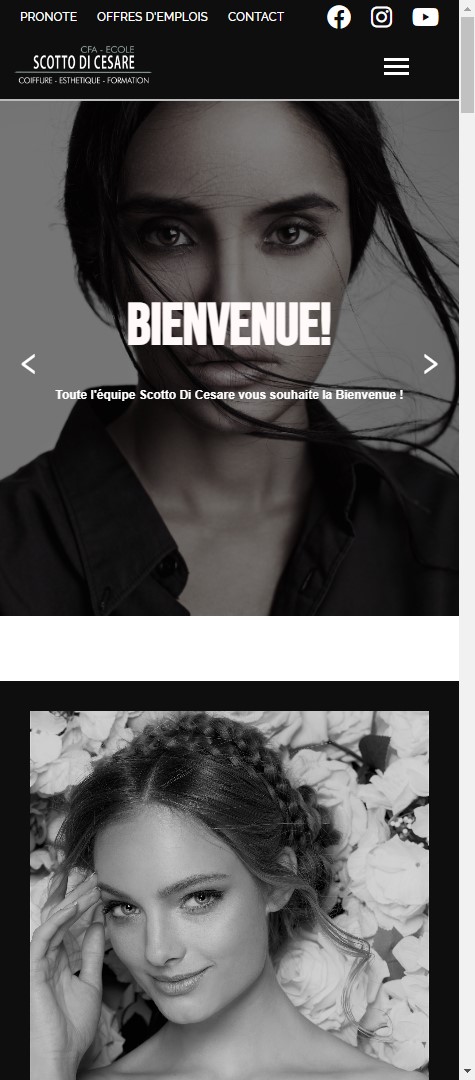 PRONOTE OFFRES D'EMPLOIS CONTACT
CFA - ECOLE
SCOTTO DI CESARE
COIFFURE - ESTHETIQUE - FORMATION
BIENVENUE!
Toute l'équipe Scotto Di Cesare vous souhaite la Bienvenue !